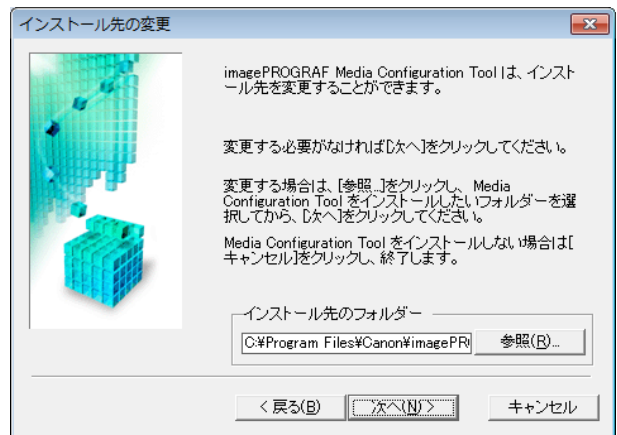 インストール先の変更
imagePROGRAF Media Configuration Toolは、インスト
ール先を変更することができます。
変更する必要がなければ[次へ]をクリックしてください。
変更する場合は、[参照...]をクリックし、 Media
Configuration Tool をインストールしたいフォルダーを選
択してから、[次へ]をクリックしてください。
Media Configuration Tool をインストールしない場合は[
キャンセル]をクリックし、終了します。
インストール先のフォルダー
C:¥Program Files¥Canon¥imagePR
参照(R)...
< 戻る(B)
次へ(N) >
キャンセル